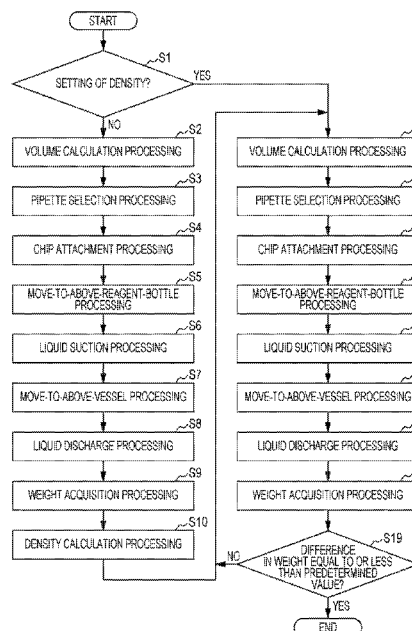 START
S1
SETTING OF DENSITY?
YES
NO
S2
VOLUME CALCULATION PROCESSING
S3
PIPETTE SELECTION PROCESSING
S4
CHIP ATTACHMENT PROCESSING
S5
MOVE-TO-ABOVE-REAGENT-BOTTLE
PROCESSING
S6
LIQUID SUCTION PROCESSING
S7
MOVE-TO-ABOVE-VESSEL PROCESSING
S8
LIQUID DISCHARGE PROCESSING
S9
WEIGHT ACQUISITION PROCESSING
S10
DENSITY CALCULATION PROCESSING
VOLUME CALCULATION PROCESSING
PIPETTE SELECTION PROCESSING
CHIP ATTACHMENT PROCESSING
MOVE-TO-ABOVE-REAGENT-BOTTLE
PROCESSING
LIQUID SUCTION PROCESSING
MOVE-TO-ABOVE-VESSEL PROCESSING
LIQUID DISCHARGE PROCESSING
WEIGHT ACQUISITION PROCESSING
S19
NO
DIFFERENCE
IN WEIGHT EQUAL TO OR LESS
THAN PREDETERMINED
VALUE?
YES
END